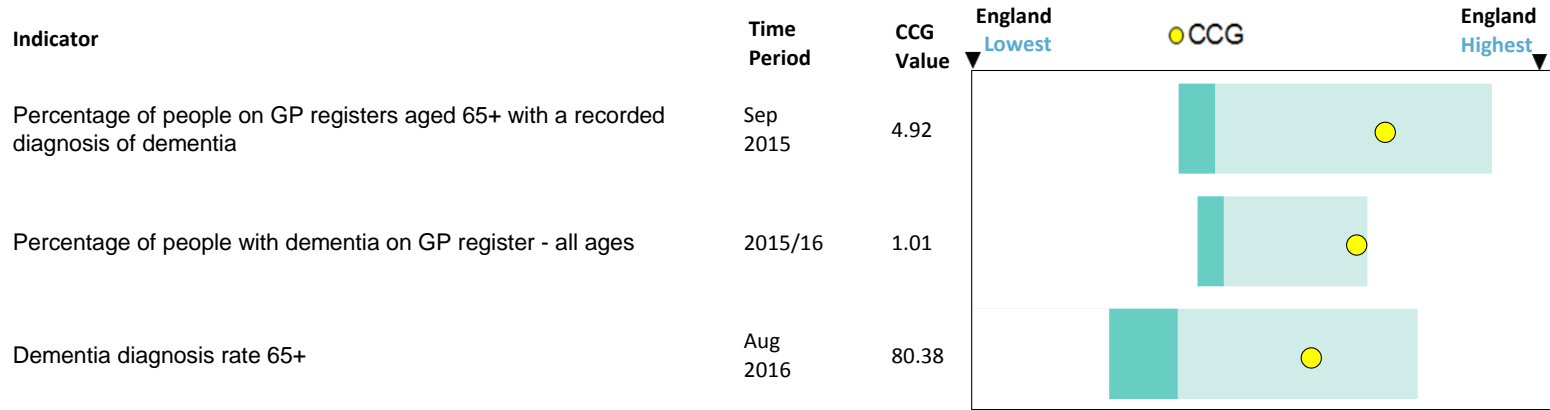 Indicator
Time
Period
CCG
Value
England
Lowest
CCG
England
Highest
Percentage of people on GP registers aged 65+ with a recorded
diagnosis of dementia
Sep
2015
4.92
Percentage of people with dementia on GP register - all ages
2015/16
1.01
Dementia diagnosis rate 65+
Aug
2016
80.38